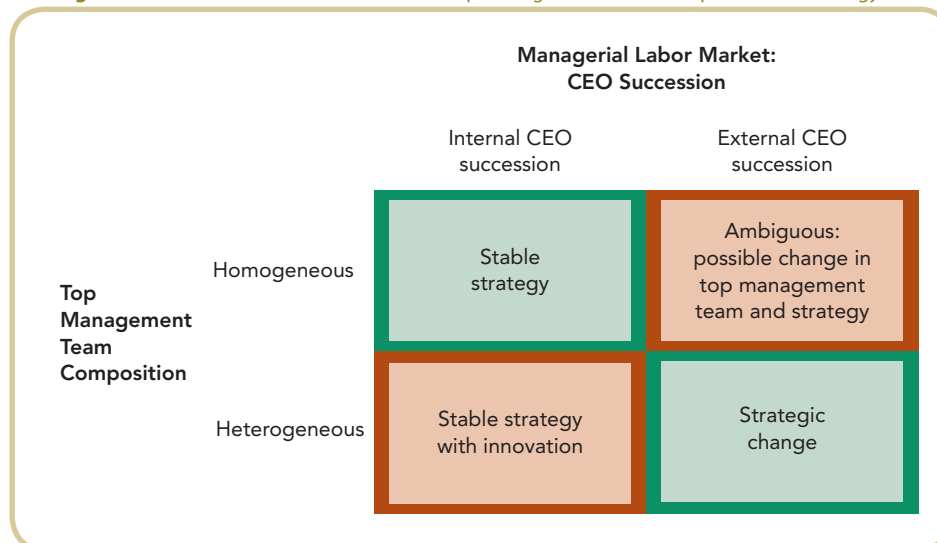 Managerial Labor Market:
CEO Succession
Internal CEO
succession
External CEO
succession
Homogeneous
Stable
strategy
Ambiguous:
possible change in
top management
team and strategy
Top
Management
Team
Composition
Heterogeneous
Stable strategy
with innovation
Strategic
change